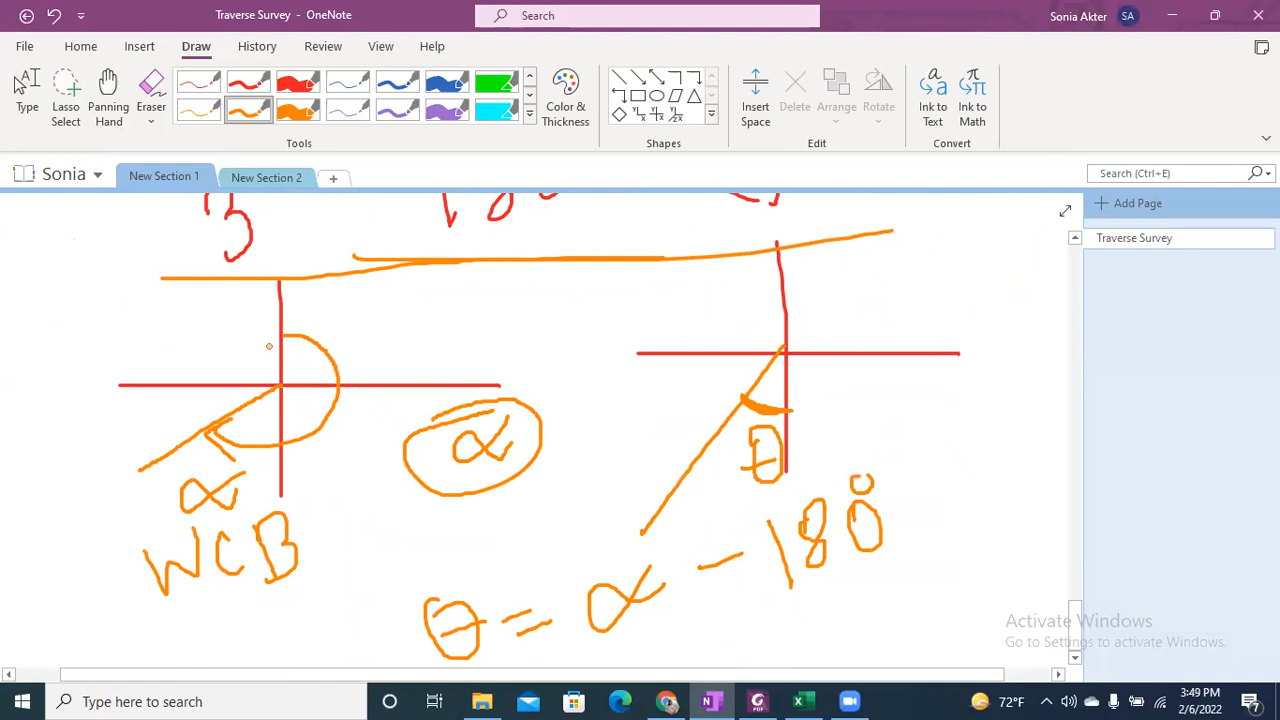 Traverse Survey - OneNote
Search
Sonia Akter
SA
File Home Insert Draw History Review View Help
Type
Lasso Select
Panning Hand
Eraser
Color & Thickness
Insert Space
Delete
Arrange
Rotate
Ink to Text
Ink to Math
Tools
Shapes
Edit
Convert
Sonia
New Section 1
New Section 2
Search (Ctrl+E)
Add Page
Traverse Survey
α
α
θ
WCB
θ = α - 180°
Activate Windows
Go to Settings to activate Windows.
Type here to search
72°F
3:49 PM
2/6/2022
7